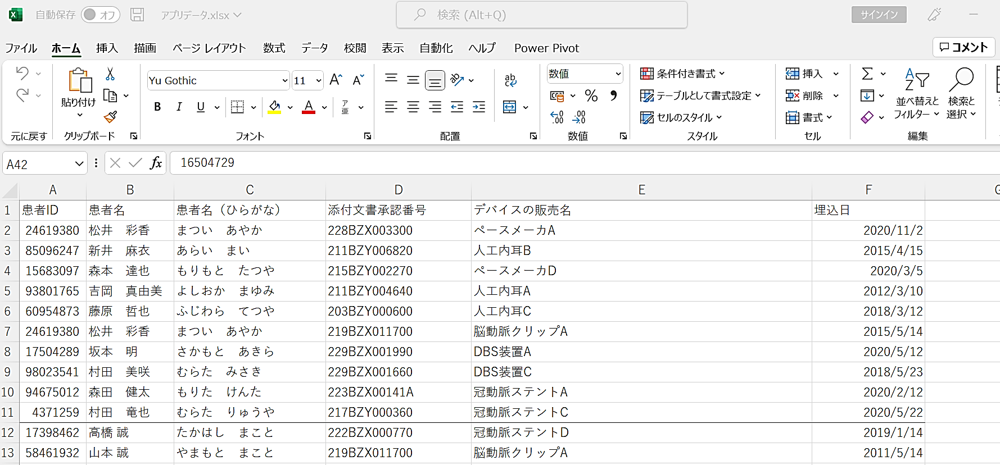 自動保存 オフ アプリデータ.xlsx 検索 (Alt+Q) サインイン
ファイル ホーム 挿入 描画 ページ レイアウト 数式 データ 校閲 表示 自動化 ヘルプ Power Pivot コメント
貼り付け Yu Gothic 11 数値 条件付き書式 テーブルとして書式設定 セルのスタイル 挿入 削除 書式 並べ替えと フィルター 検索と 選択
元に戻す クリップボード フォント 配置 数値 スタイル セル 編集
A42 fx 16504729
A B C D E F G
1 患者ID 患者名 患者名（ひらがな） 添付文書承認番号 デバイスの販売名 埋込日
2 24619380 松井　彩香 まつい　あやか 228BZX003300 ペースメーカA 2020/11/2
3 85096247 新井　麻衣 あらい　まい 211BZY006820 人工内耳B 2015/4/15
4 15683097 森本　達也 もりもと　たつや 215BZY002270 ペースメーカD 2020/3/5
5 93801765 吉岡　真由美 よしおか　まゆみ 211BZY004640 人工内耳A 2012/3/10
6 60954873 藤原　哲也 ふじわら　てつや 203BZY000600 人工内耳C 2018/3/12
7 24619380 松井　彩香 まつい　あやか 219BZX011700 脳動脈クリップA 2015/5/14
8 17504289 坂本　明 さかもと　あきら 229BZX001990 DBS装置A 2020/5/12
9 98023541 村田　美咲 むらた　みさき 229BZX001660 DBS装置C 2018/5/23
10 94675012 森田　健太 もりた　けんた 223BZX00141A 冠動脈ステントA 2020/2/12
11 4371259 村田　竜也 むらた　りゅうや 217BZY000360 冠動脈ステントC 2020/5/22
12 17398462 高橋 誠 たかはし　まこと 222BZX000770 冠動脈ステントD 2019/1/14
13 58461932 山本 誠 やまもと　まこと 219BZX011700 脳動脈クリップA 2011/5/14